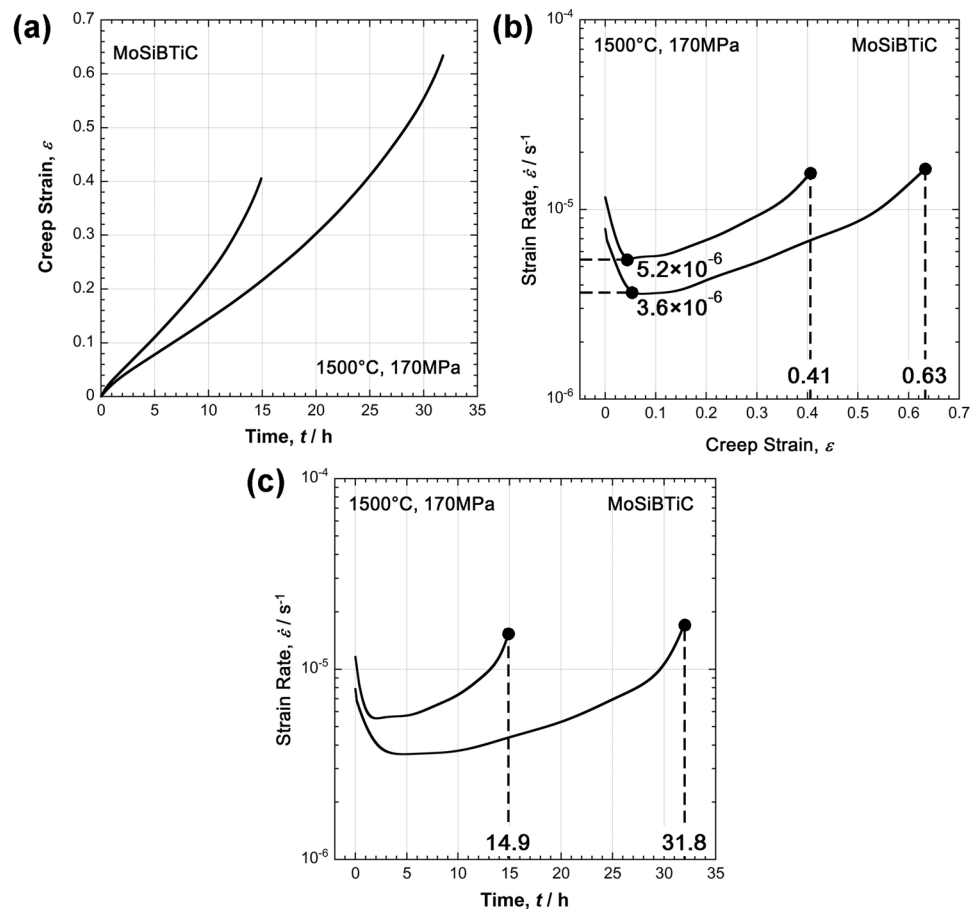 (a)
MoSiBTiC
0.7
0.6
0.5
0.4
0.3
0.2
0.1
0
Creep Strain, ε
1500°C, 170MPa
0 5 10 15 20 25 30 35
Time, t / h
(b)
1500°C, 170MPa MoSiBTiC
10⁻⁴
10⁻⁵
10⁻⁶
Strain Rate, ε̇ / s⁻¹
5.2×10⁻⁶
3.6×10⁻⁶
0.41 0.63
0 0.1 0.2 0.3 0.4 0.5 0.6 0.7
Creep Strain, ε
(c)
1500°C, 170MPa MoSiBTiC
10⁻⁴
10⁻⁵
10⁻⁶
Strain Rate, ε̇ / s⁻¹
14.9 31.8
0 5 10 15 20 25 30 35
Time, t / h